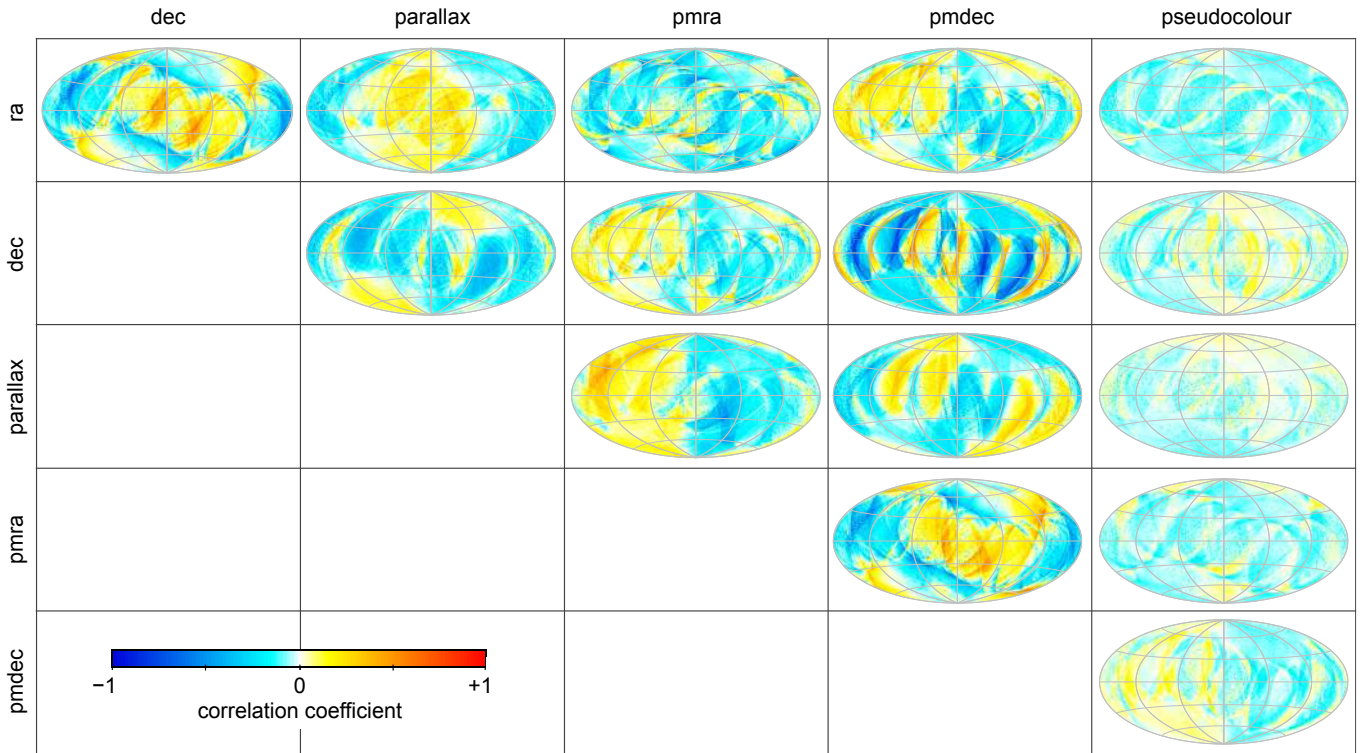 dec parallax pmra pmdec pseudocolour
ra
dec
parallax
pmra
pmdec
−1 0 +1
correlation coefficient